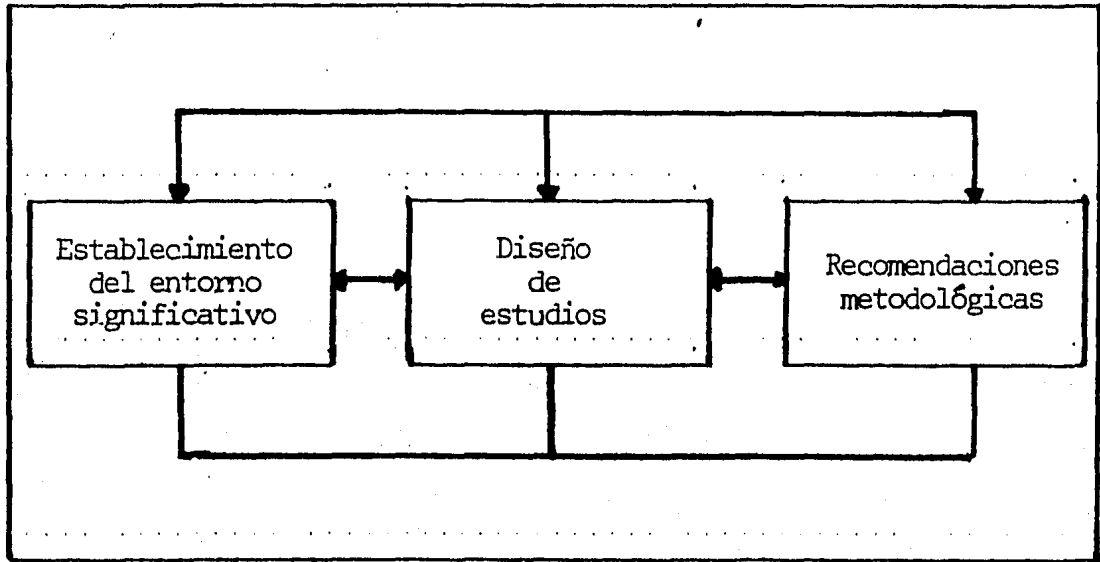 Establecimiento
del entorno
significativo
Diseño
de
estudios
Recomendaciones
metodológicas